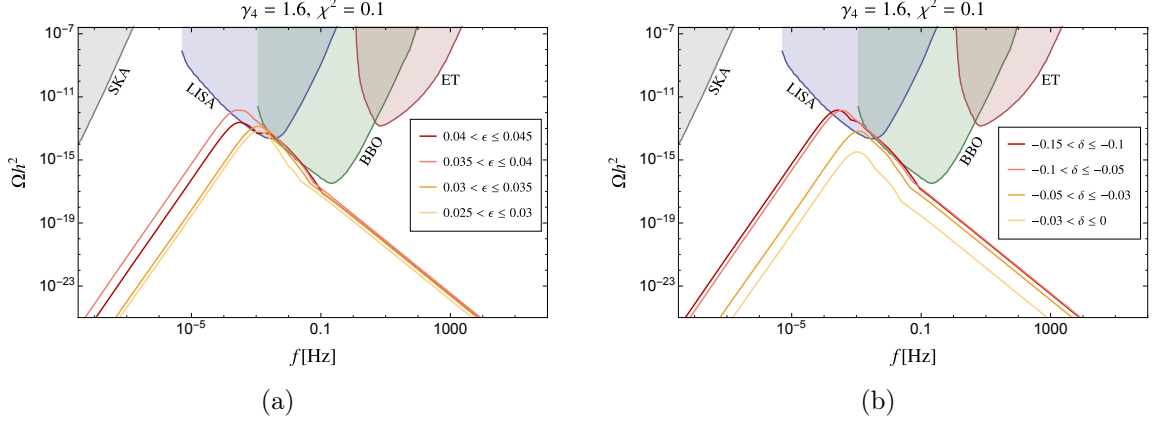 γ₄ = 1.6, χ² = 0.1
10⁻⁷
10⁻¹¹
10⁻¹⁵
10⁻¹⁹
10⁻²³
Ωh²
SKA
LISA
BBO
ET
0.04 < ϵ ≤ 0.045
0.035 < ϵ ≤ 0.04
0.03 < ϵ ≤ 0.035
0.025 < ϵ ≤ 0.03
10⁻⁵
0.1
1000
f[Hz]
(a)
γ₄ = 1.6, χ² = 0.1
10⁻⁷
10⁻¹¹
10⁻¹⁵
10⁻¹⁹
10⁻²³
Ωh²
SKA
LISA
BBO
ET
−0.15 < δ ≤ −0.1
−0.1 < δ ≤ −0.05
−0.05 < δ ≤ −0.03
−0.03 < δ ≤ 0
10⁻⁵
0.1
1000
f[Hz]
(b)